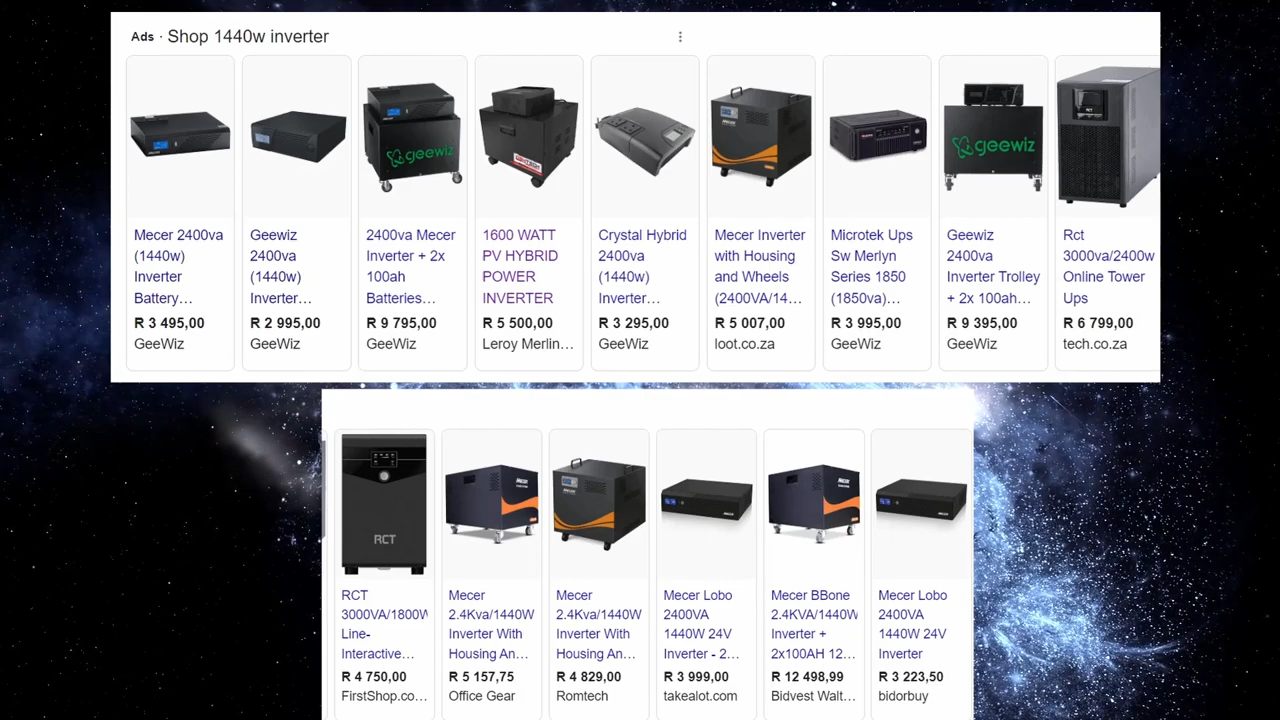 Ads · Shop 1440w inverter
geewiz
geewiz
Mecer 2400va
(1440w)
Inverter
Battery…
R 3 495,00
GeeWiz
Geewiz
2400va
(1440w)
Inverter…
R 2 995,00
GeeWiz
2400va Mecer
Inverter + 2x
100ah
Batteries…
R 9 795,00
GeeWiz
1600 WATT
PV HYBRID
POWER
INVERTER
R 5 500,00
Leroy Merlin…
Crystal Hybrid
2400va
(1440w)
Inverter…
R 3 295,00
GeeWiz
Mecer Inverter
with Housing
and Wheels
(2400VA/14…
R 5 007,00
loot.co.za
Microtek Ups
Sw Merlyn
Series 1850
(1850va)…
R 3 995,00
GeeWiz
Geewiz
2400va
Inverter Trolley
+ 2x 100ah…
R 9 395,00
GeeWiz
Rct
3000va/2400w
Online Tower
Ups
R 6 799,00
tech.co.za
RCT
RCT
3000VA/1800W
Line-
Interactive…
R 4 750,00
FirstShop.co…
Mecer
2.4Kva/1440W
Inverter With
Housing An…
R 5 157,75
Office Gear
Mecer
2.4Kva/1440W
Inverter With
Housing An…
R 4 829,00
Romtech
Mecer Lobo
2400VA
1440W 24V
Inverter - 2…
R 3 999,00
takealot.com
Mecer BBone
2.4KVA/1440W
Inverter +
2x100AH 12…
R 12 498,99
Bidvest Walt…
Mecer Lobo
2400VA
1440W 24V
Inverter
R 3 223,50
bidorbuy